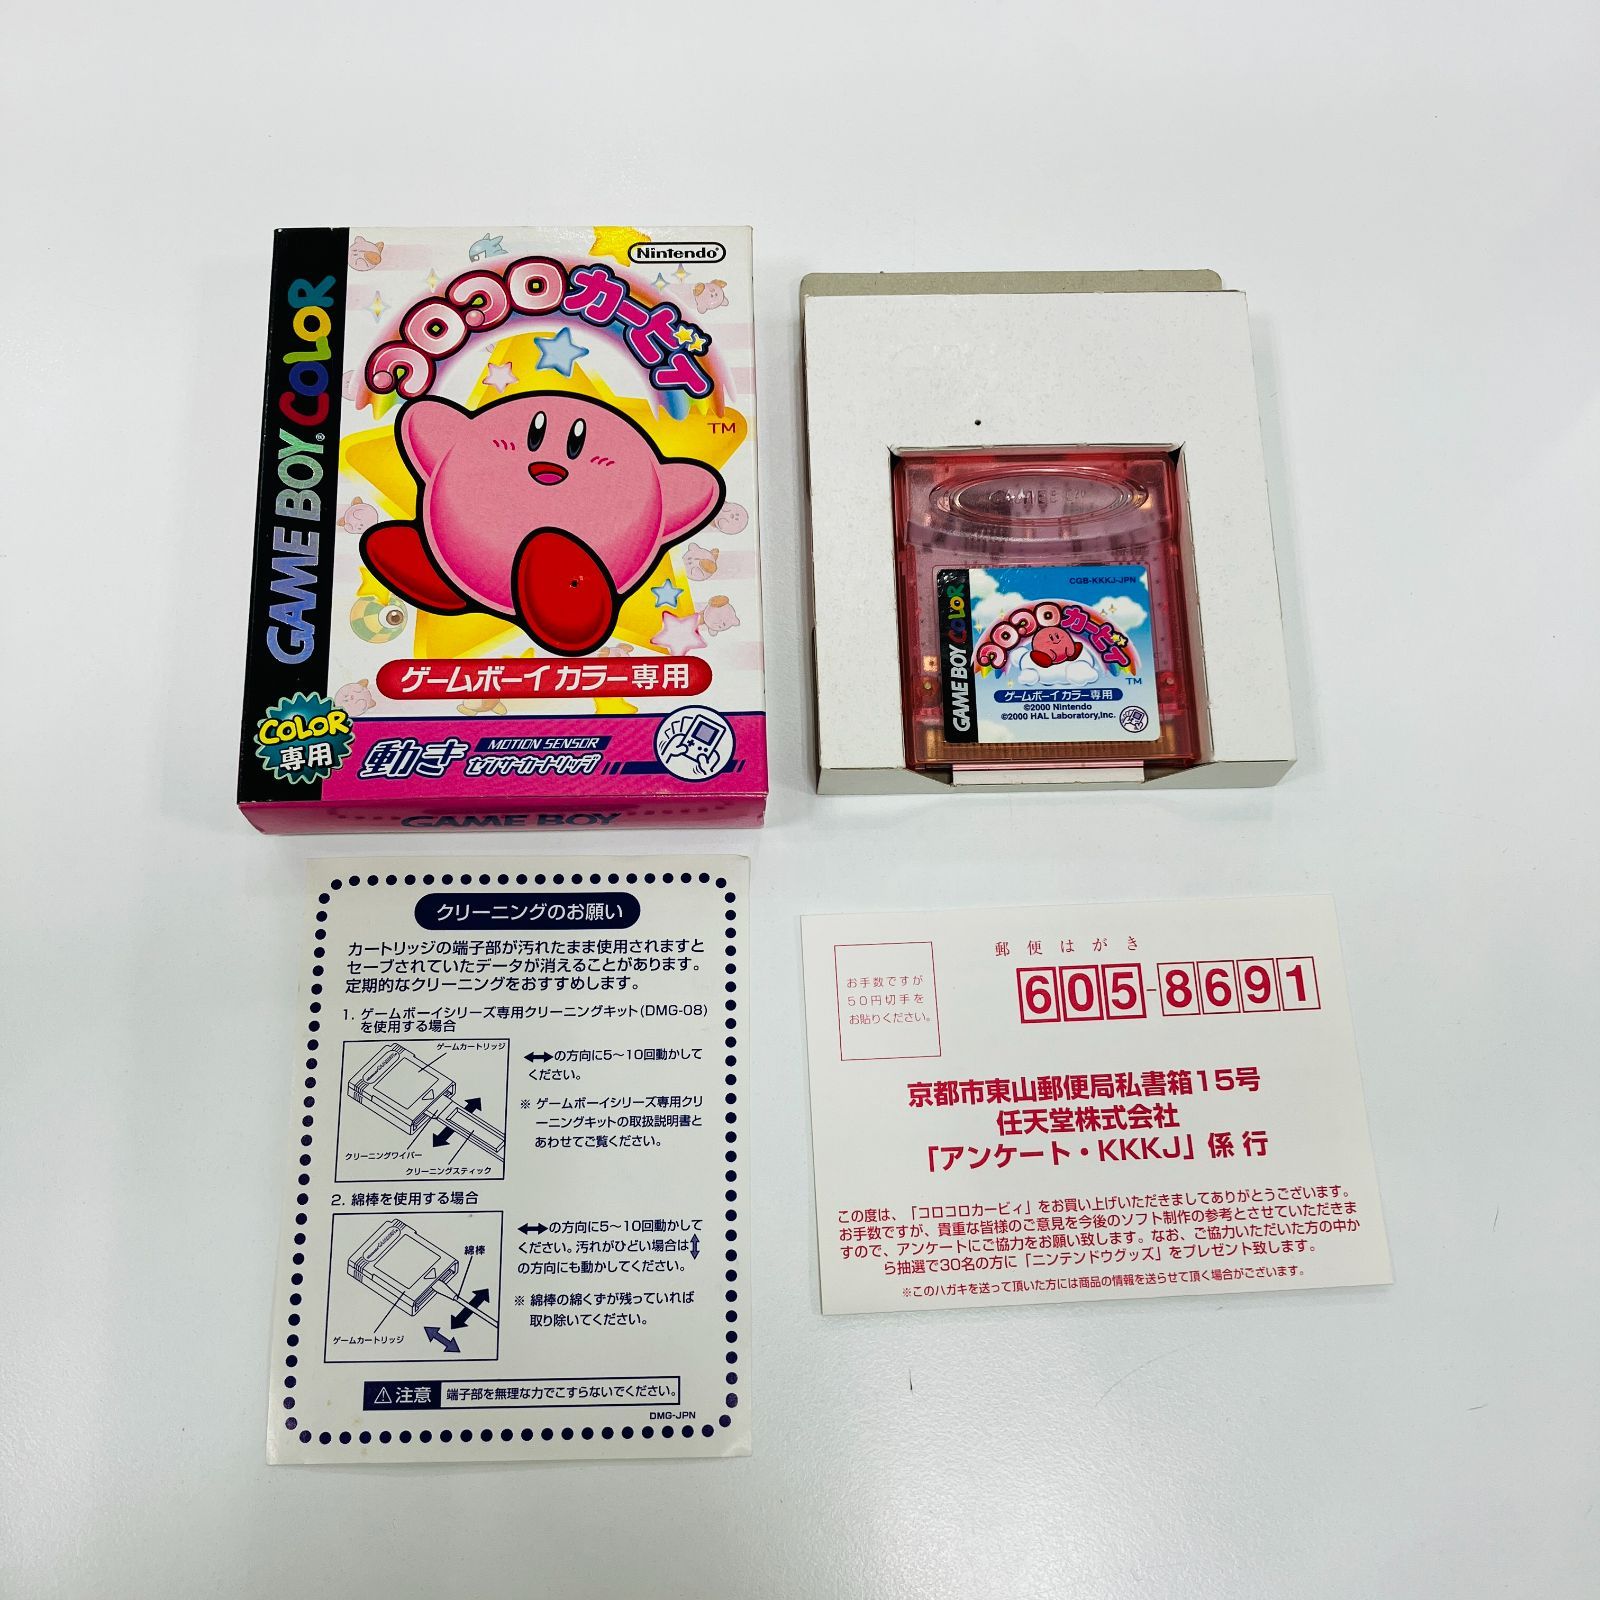 Nintendo
コロコロカービィ
TM
GAME BOY COLOR
ゲームボーイカラー専用
COLOR
専用
動き MOTION SENSOR
センサーカートリッジ
GAME BOY
CGB-KKKJ-JPN
コロコロカービィ
TM
GAME BOY COLOR
ゲームボーイカラー専用
©2000 Nintendo
©2000 HAL Laboratory,Inc.
クリーニングのお願い
カートリッジの端子部が汚れたまま使用されますと
セーブされていたデータが消えることがあります。
定期的なクリーニングをおすすめします。
1. ゲームボーイシリーズ専用クリーニングキット(DMG-08)
を使用する場合
ゲームカートリッジ
クリーニングワイパー
クリーニングスティック
↔の方向に5〜10回動かして
ください。
※ ゲームボーイシリーズ専用クリ
ーニングキットの取扱説明書と
あわせてご覧ください。
2. 綿棒を使用する場合
綿棒
ゲームカートリッジ
↔の方向に5〜10回動かして
ください。汚れがひどい場合は↕
の方向にも動かしてください。
※ 綿棒の綿くずが残っていれば
取り除いてください。
⚠注意 端子部を無理な力でこすらないでください。
DMG-JPN
郵便はがき
お手数ですが
50円切手を
お貼りください。
605-8691
京都市東山郵便局私書箱15号
任天堂株式会社
「アンケート・KKKJ」係 行
この度は、「コロコロカービィ」をお買い上げいただきましてありがとうございます。
お手数ですが、貴重な皆様のご意見を今後のソフト制作の参考とさせていただきま
すので、アンケートにご協力をお願い致します。なお、ご協力いただいた方の中か
ら抽選で30名の方に「ニンテンドウグッズ」をプレゼント致します。
※このハガキを送って頂いた方には商品の情報を送らせて頂く場合がございます。